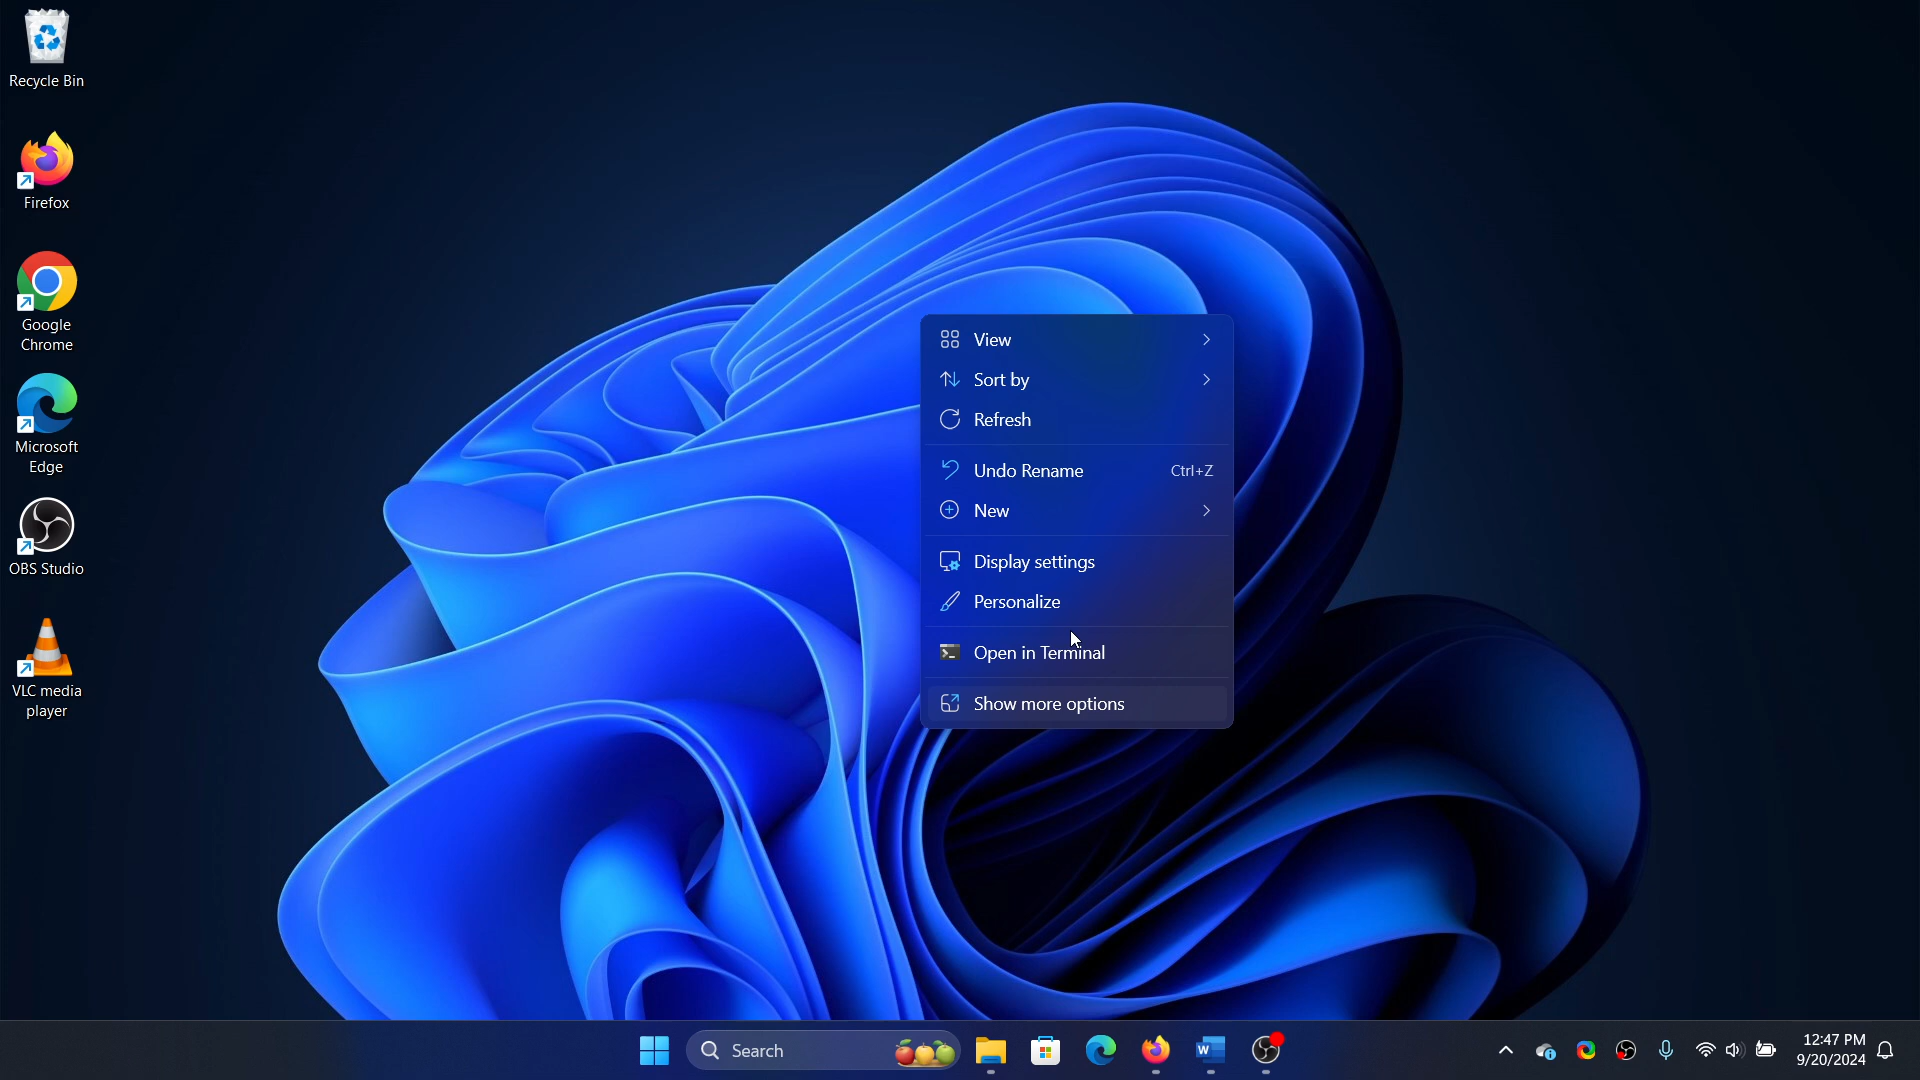 Recycle Bin
Firefox
Google
Chrome
Microsoft
Edge
OBS Studio
VLC media
player
View
Sort by
Refresh
Undo Rename Ctrl+Z
New
Display settings
Personalize
Open in Terminal
Show more options
Search
W
12:47 PM
9/20/2024